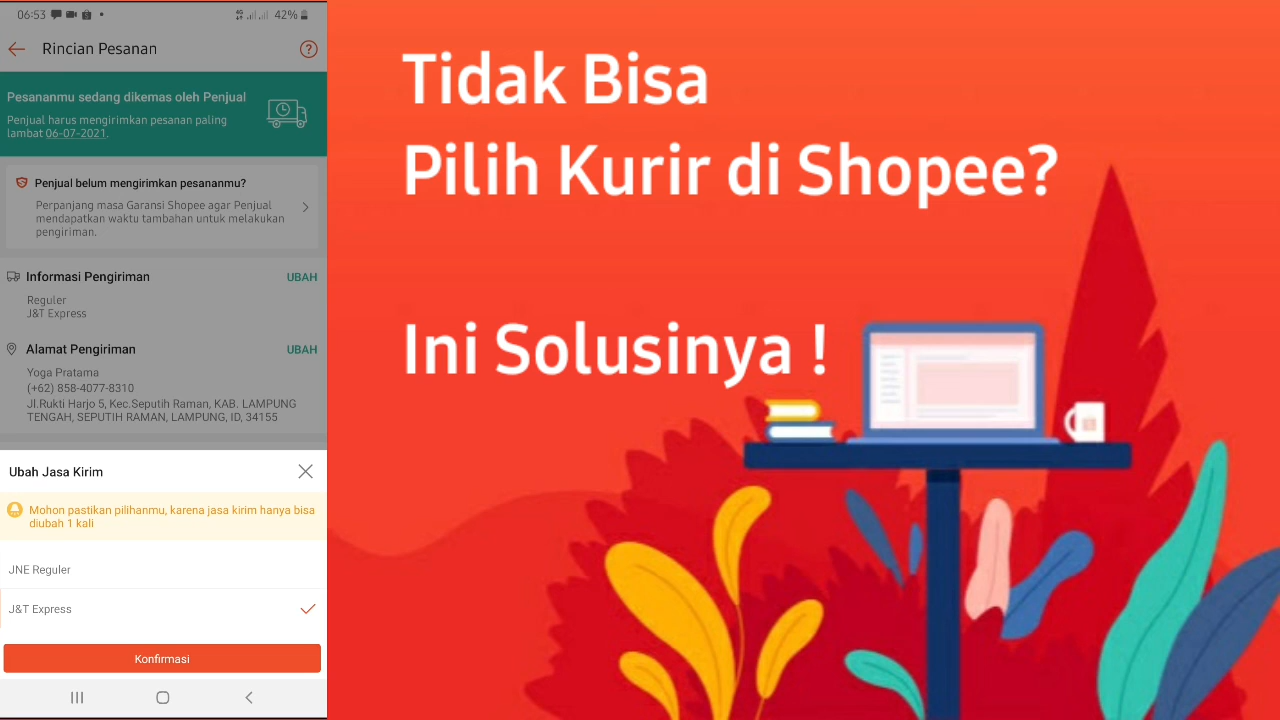 06:53
42%
Rincian Pesanan
Pesananmu sedang dikemas oleh Penjual
Penjual harus mengirimkan pesanan paling
lambat 06-07-2021.
Penjual belum mengirimkan pesananmu?
Perpanjang masa Garansi Shopee agar Penjual
mendapatkan waktu tambahan untuk melakukan
pengiriman.
Informasi Pengiriman
UBAH
Reguler
J&T Express
Alamat Pengiriman
UBAH
Yoga Pratama
(+62) 858-4077-8310
Jl.Rukti Harjo 5, Kec.Seputih Raman, KAB. LAMPUNG
TENGAH, SEPUTIH RAMAN, LAMPUNG, ID, 34155
Ubah Jasa Kirim
Mohon pastikan pilihanmu, karena jasa kirim hanya bisa
diubah 1 kali
JNE Reguler
J&T Express
Konfirmasi
Tidak Bisa
Pilih Kurir di Shopee?
Ini Solusinya !